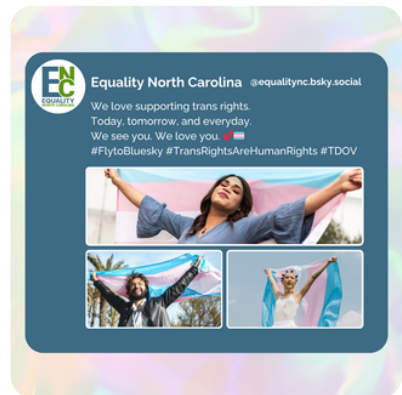 ENC
EQUALITY
NORTH CAROLINA
Equality North Carolina @equalitync.bsky.social
We love supporting trans rights.
Today, tomorrow, and everyday.
We see you. We love you. 💕🏳️‍⚧️
#FlytoBluesky #TransRightsAreHumanRights #TDOV